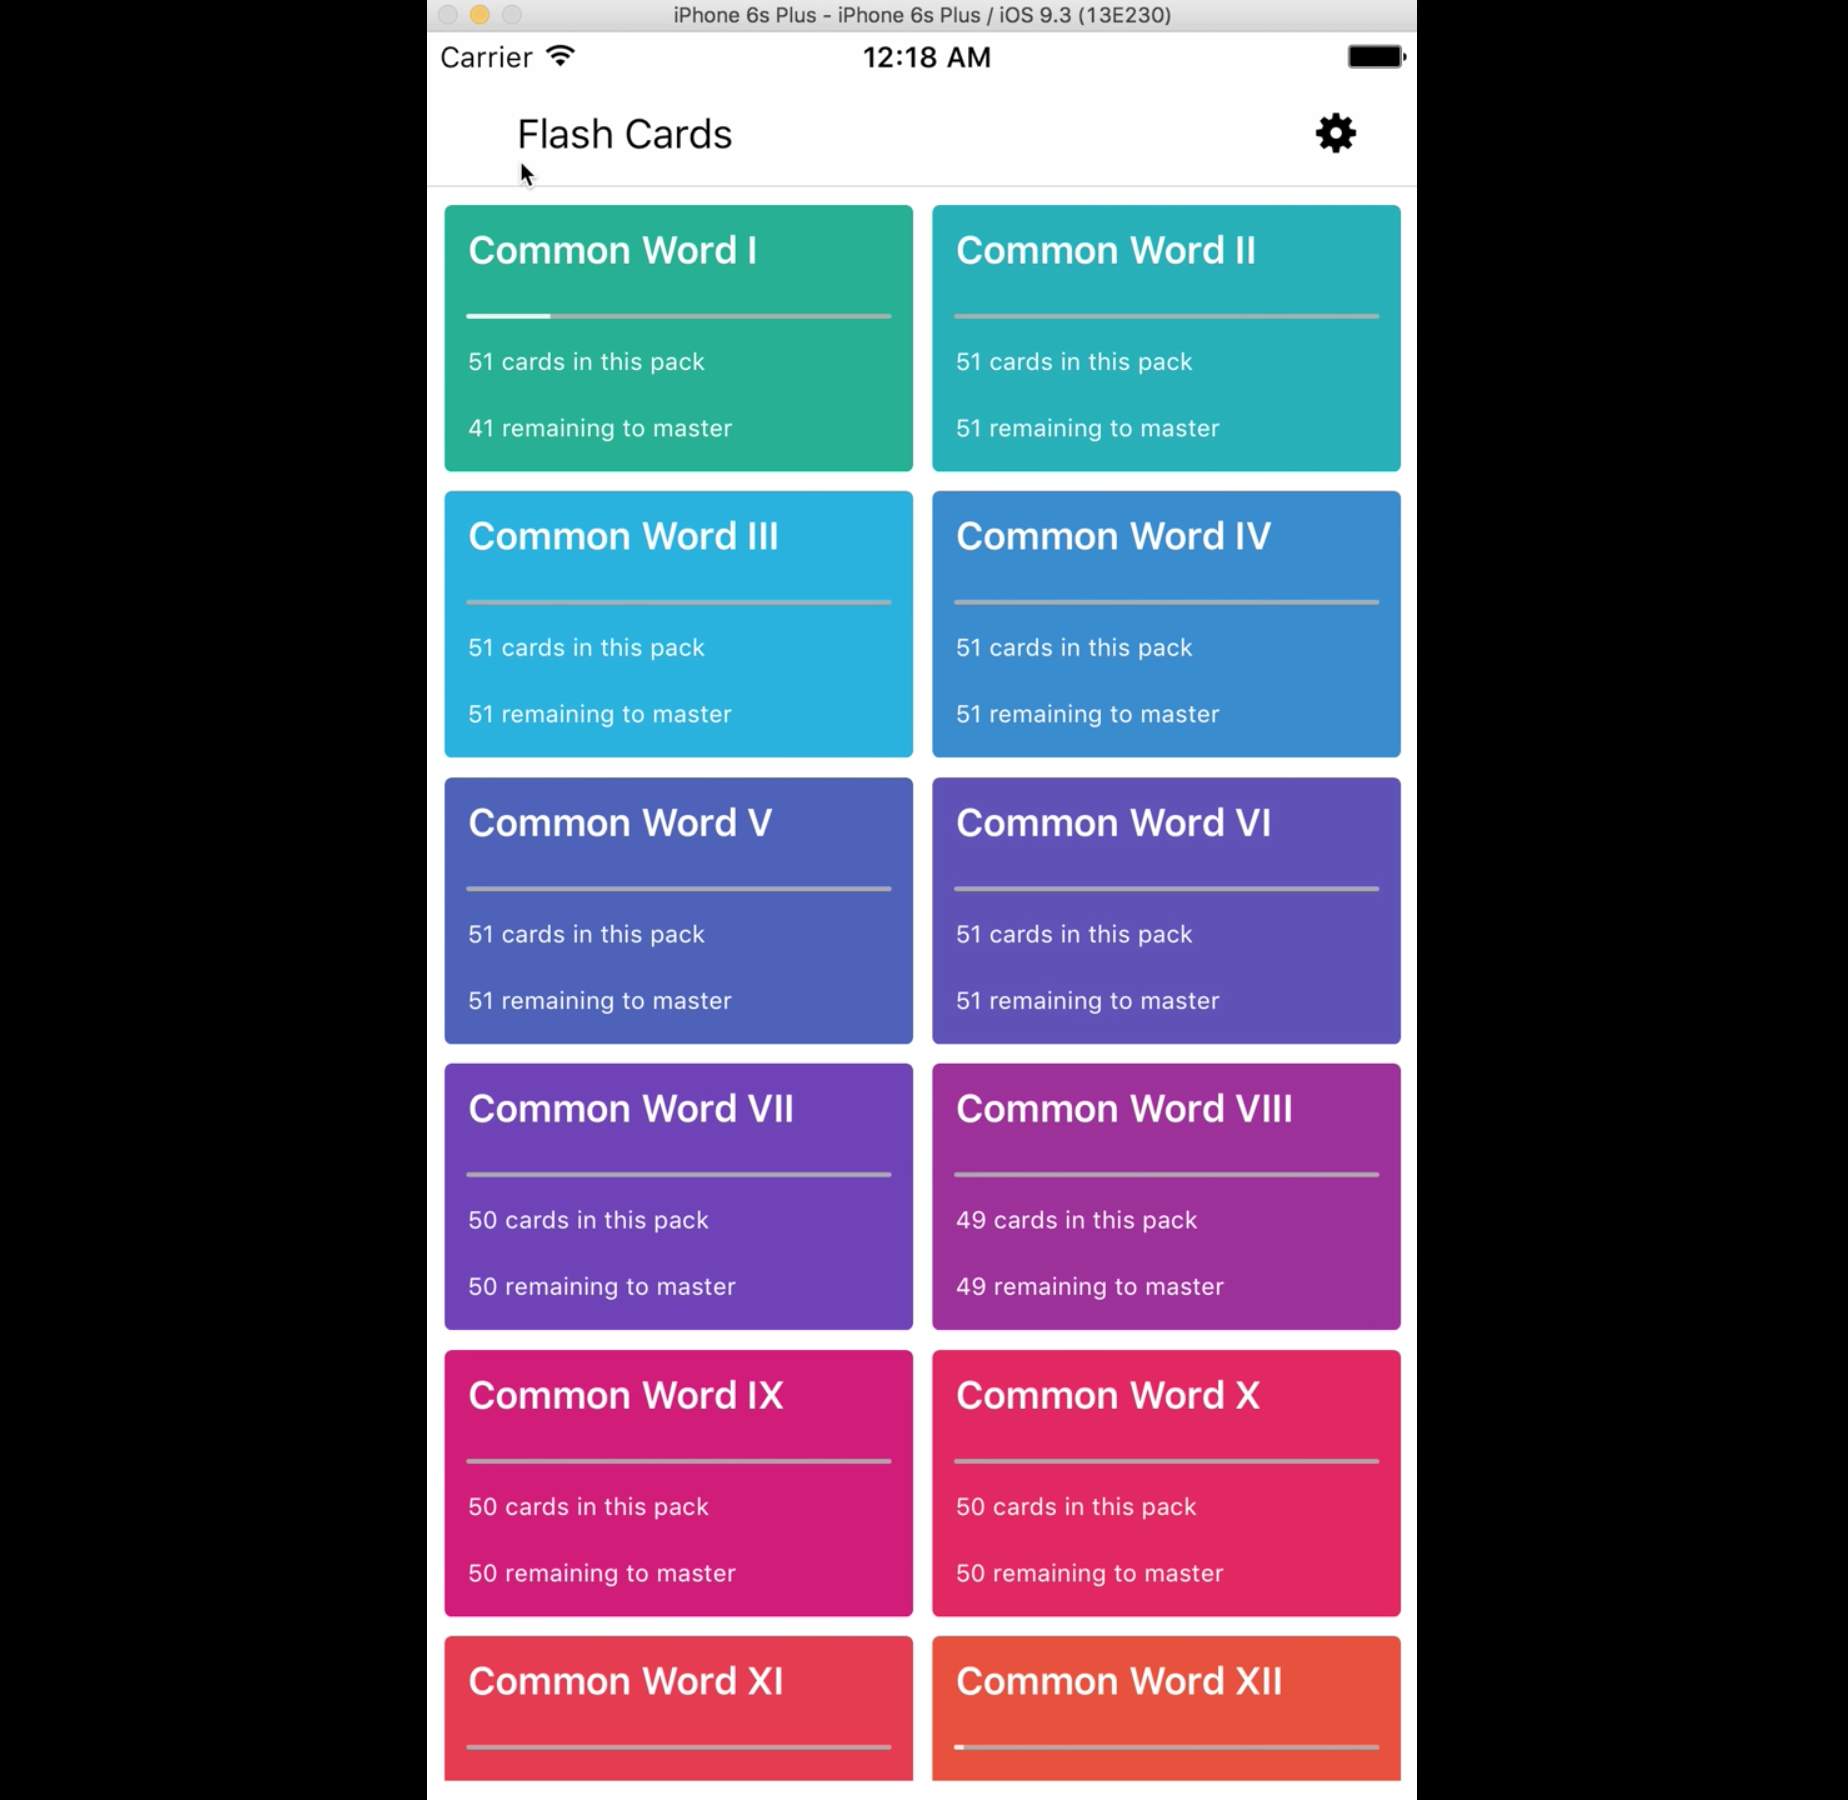 iPhone 6s Plus - iPhone 6s Plus / iOS 9.3 (13E230)
Carrier 12:18 AM
Flash Cards
Common Word I
51 cards in this pack
41 remaining to master
Common Word II
51 cards in this pack
51 remaining to master
Common Word III
51 cards in this pack
51 remaining to master
Common Word IV
51 cards in this pack
51 remaining to master
Common Word V
51 cards in this pack
51 remaining to master
Common Word VI
51 cards in this pack
51 remaining to master
Common Word VII
50 cards in this pack
50 remaining to master
Common Word VIII
49 cards in this pack
49 remaining to master
Common Word IX
50 cards in this pack
50 remaining to master
Common Word X
50 cards in this pack
50 remaining to master
Common Word XI
Common Word XII